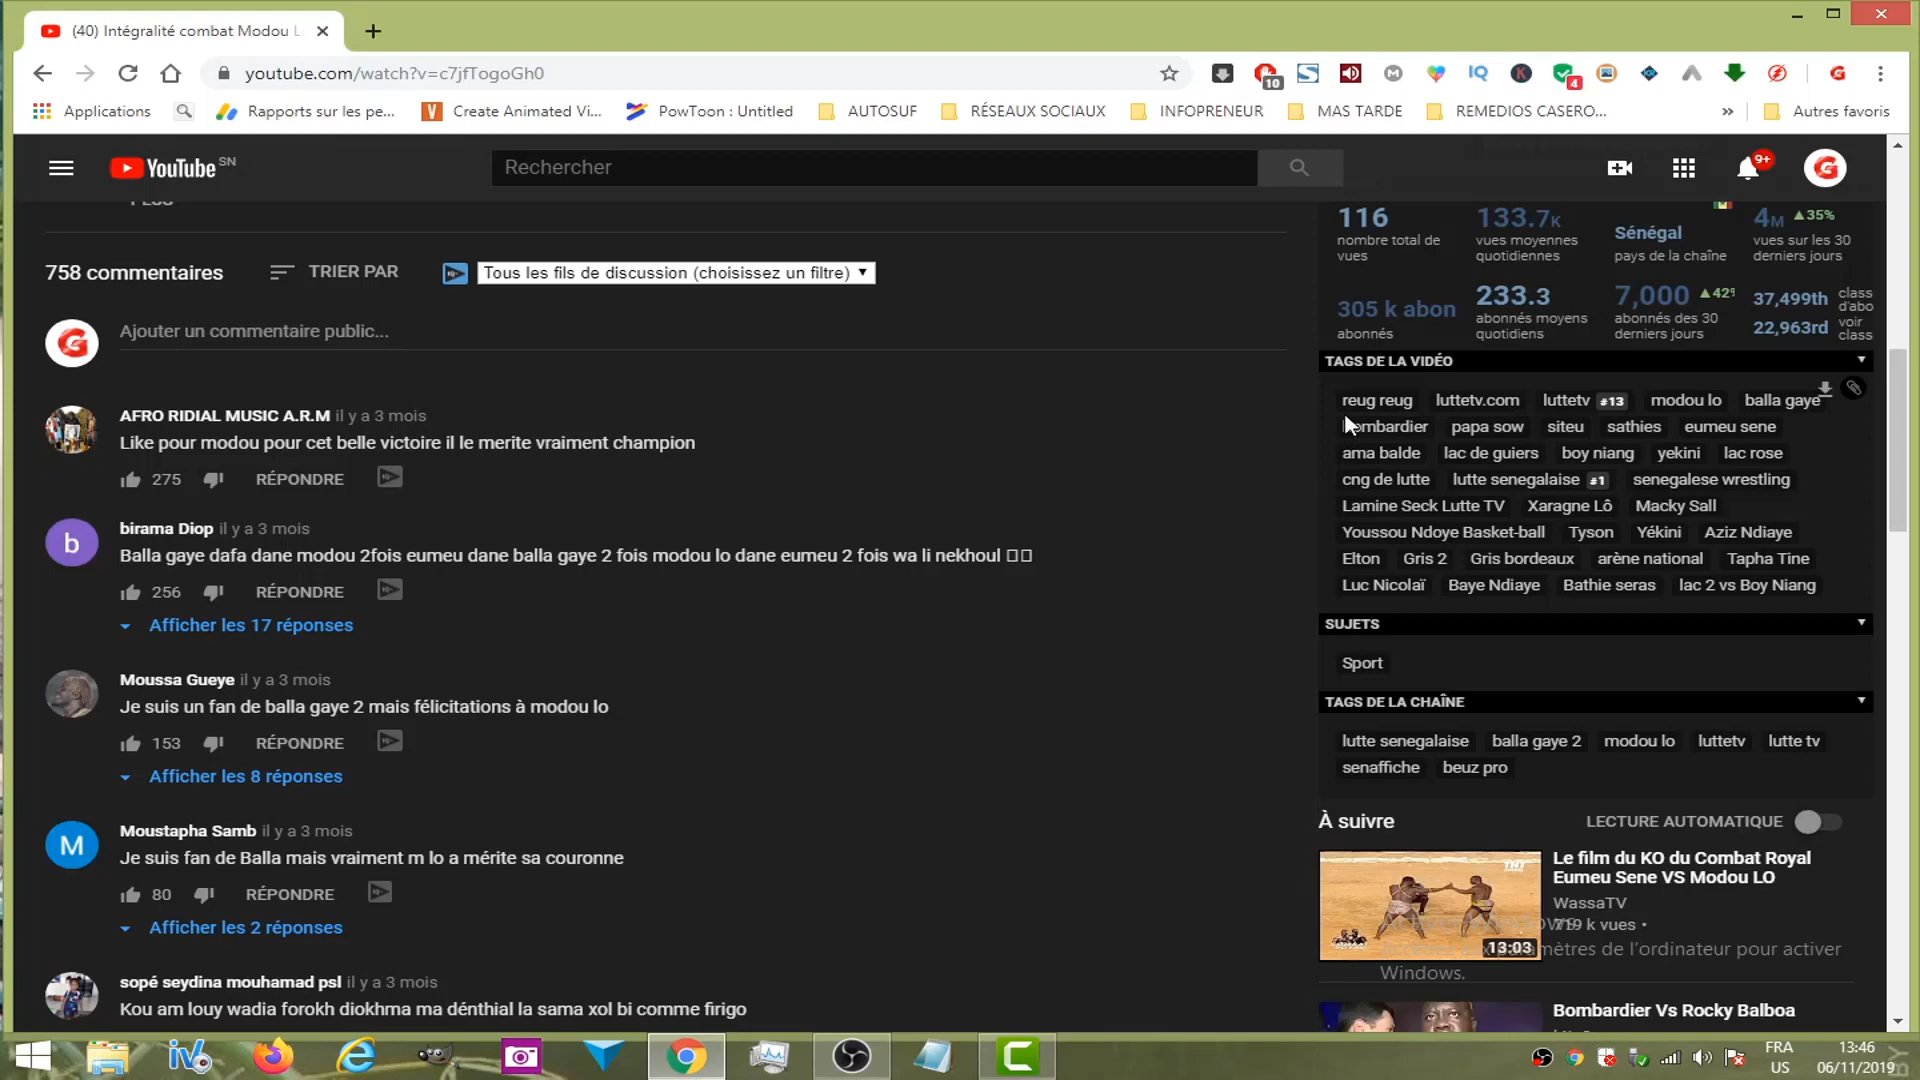 (40) Intégralité combat Modou L
youtube.com/watch?v=c7jfTogoGh0
10
IQ
K
4
G
Applications
Rapports sur les pe...
Create Animated Vi...
PowToon : Untitled
AUTOSUF
RÉSEAUX SOCIAUX
INFOPRENEUR
MAS TARDE
REMEDIOS CASERO...
»
Autres favoris
YouTube SN
Rechercher
9+
G
PLUS
758 commentaires
TRIER PAR
Tous les fils de discussion (choisissez un filtre)
Ajouter un commentaire public...
AFRO RIDIAL MUSIC A.R.M il y a 3 mois
Like pour modou pour cet belle victoire il le merite vraiment champion
275 RÉPONDRE
b
birama Diop il y a 3 mois
Balla gaye dafa dane modou 2fois eumeu dane balla gaye 2 fois modou lo dane eumeu 2 fois wa li nekhoul
256 RÉPONDRE
Afficher les 17 réponses
Moussa Gueye il y a 3 mois
Je suis un fan de balla gaye 2 mais félicitations à modou lo
153 RÉPONDRE
Afficher les 8 réponses
M
Moustapha Samb il y a 3 mois
Je suis fan de Balla mais vraiment m lo a mérite sa couronne
80 RÉPONDRE
Afficher les 2 réponses
sopé seydina mouhamad psl il y a 3 mois
Kou am louy wadia forokh diokhma ma dénthial la sama xol bi comme firigo
116
nombre total de
vues
133.7K
vues moyennes
quotidiennes
Sénégal
pays de la chaîne
4M ▲35%
vues sur les 30
derniers jours
305 k abon
abonnés
233.3
abonnés moyens
quotidiens
7,000 ▲42%
abonnés des 30
derniers jours
37,499th class
d'abo
22,963rd voir
class
TAGS DE LA VIDÉO
reug reug luttetv.com luttetv #13 modou lo balla gaye
bombardier papa sow siteu sathies eumeu sene
ama balde lac de guiers boy niang yekini lac rose
cng de lutte lutte senegalaise #1 senegalese wrestling
Lamine Seck Lutte TV Xaragne Lô Macky Sall
Youssou Ndoye Basket-ball Tyson Yékini Aziz Ndiaye
Elton Gris 2 Gris bordeaux arène national Tapha Tine
Luc Nicolaï Baye Ndiaye Bathie seras lac 2 vs Boy Niang
SUJETS
Sport
TAGS DE LA CHAÎNE
lutte senegalaise balla gaye 2 modou lo luttetv lutte tv
senaffiche beuz pro
À suivre
LECTURE AUTOMATIQUE
Le film du KO du Combat Royal
Eumeu Sene VS Modou LO
WassaTV
719 k vues •
13:03
de l'ordinateur pour activer
Windows.
Bombardier Vs Rocky Balboa
FRA
US
13:46
06/11/2019